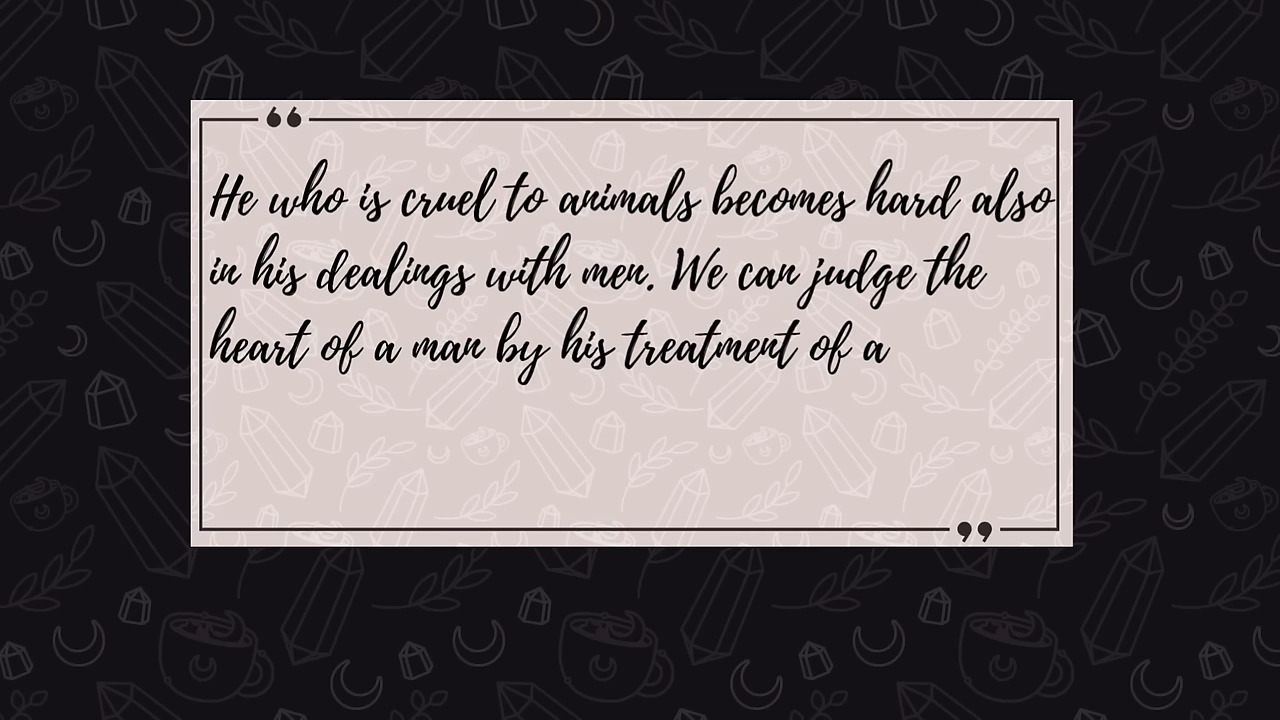 He who is cruel to animals becomes hard also
in his dealings with men. We can judge the
heart of a man by his treatment of a